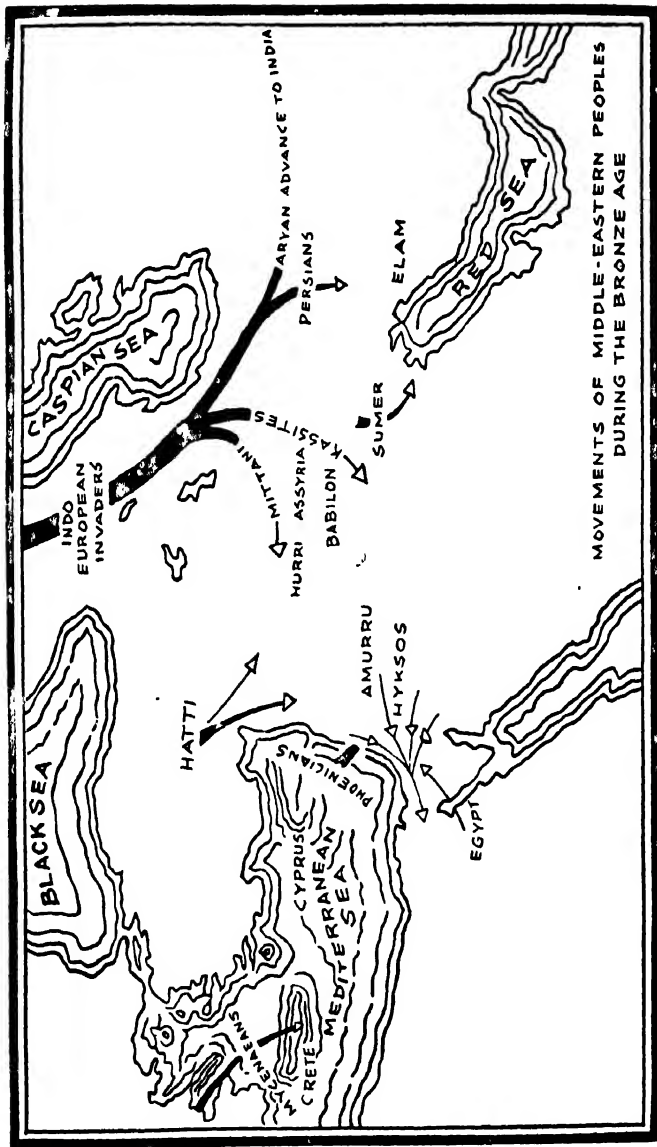 BLACK SEA
CASPIAN SEA
INDO
EUROPEAN
INVADERS
ARYAN ADVANCE TO INDIA
PERSIANS
KASSITES
MITTANI
HURRI ASSYRIA
BABILON
SUMER
ELAM
RED SEA
HATTI
AMURRU
HYKSOS
PHOENICIANS
CYPRUS
MEDITERRANEAN
SEA
MYCENAEANS
CRETE
EGYPT
MOVEMENTS OF MIDDLE-EASTERN PEOPLES
DURING THE BRONZE AGE